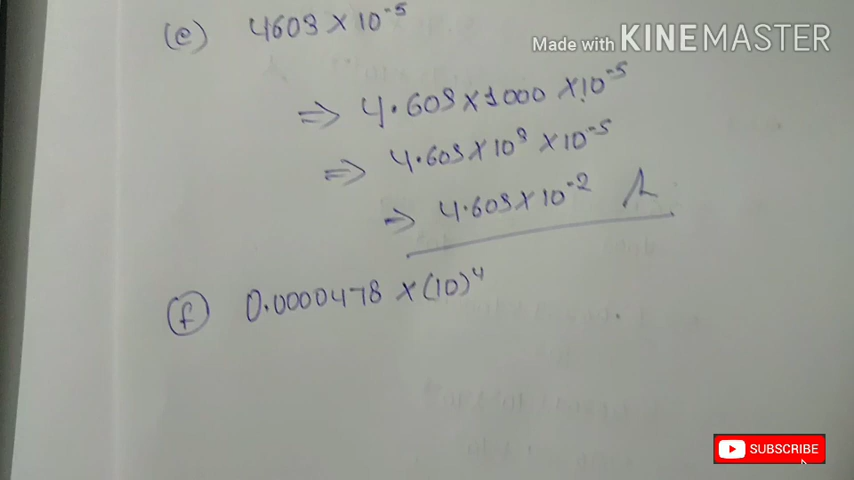 (e) 4603 × 10⁻⁵
Made with KINEMASTER
⇒ 4.603 × 1000 × 10⁻⁵
⇒ 4.603 × 10³ × 10⁻⁵
⇒ 4.603 × 10⁻²
(f) 0.0000478 × (10)⁴
SUBSCRIBE